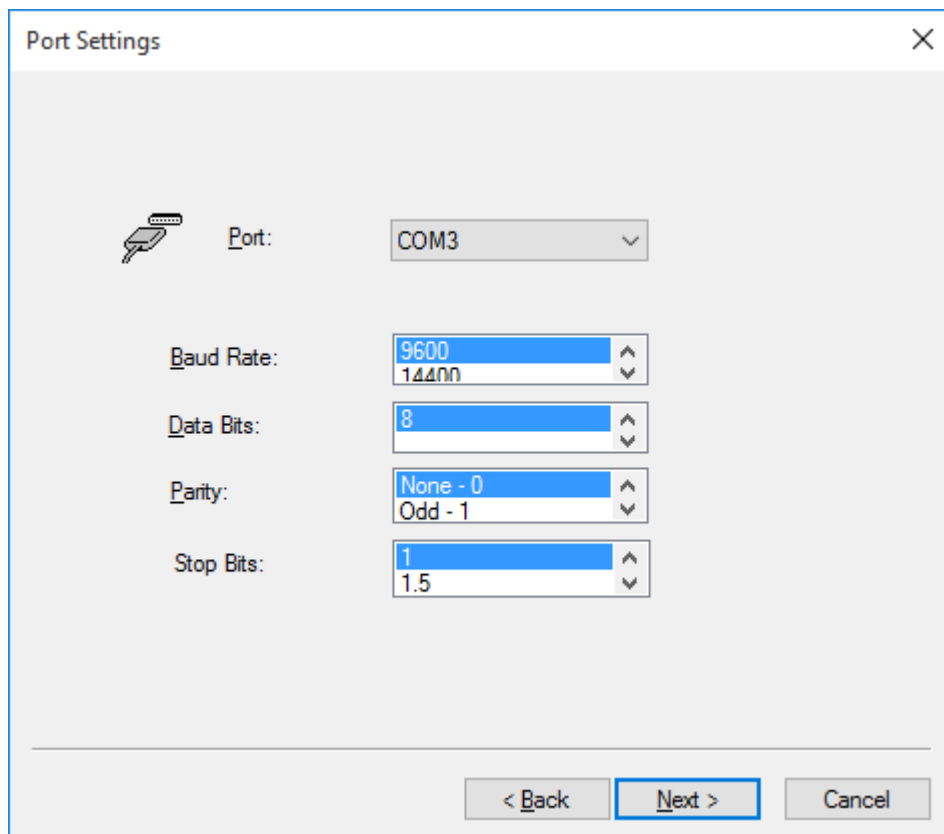 Port Settings
Port: COM3
Baud Rate: 9600
14400
Data Bits: 8
Parity: None - 0
Odd - 1
Stop Bits: 1
1.5
< Back Next > Cancel